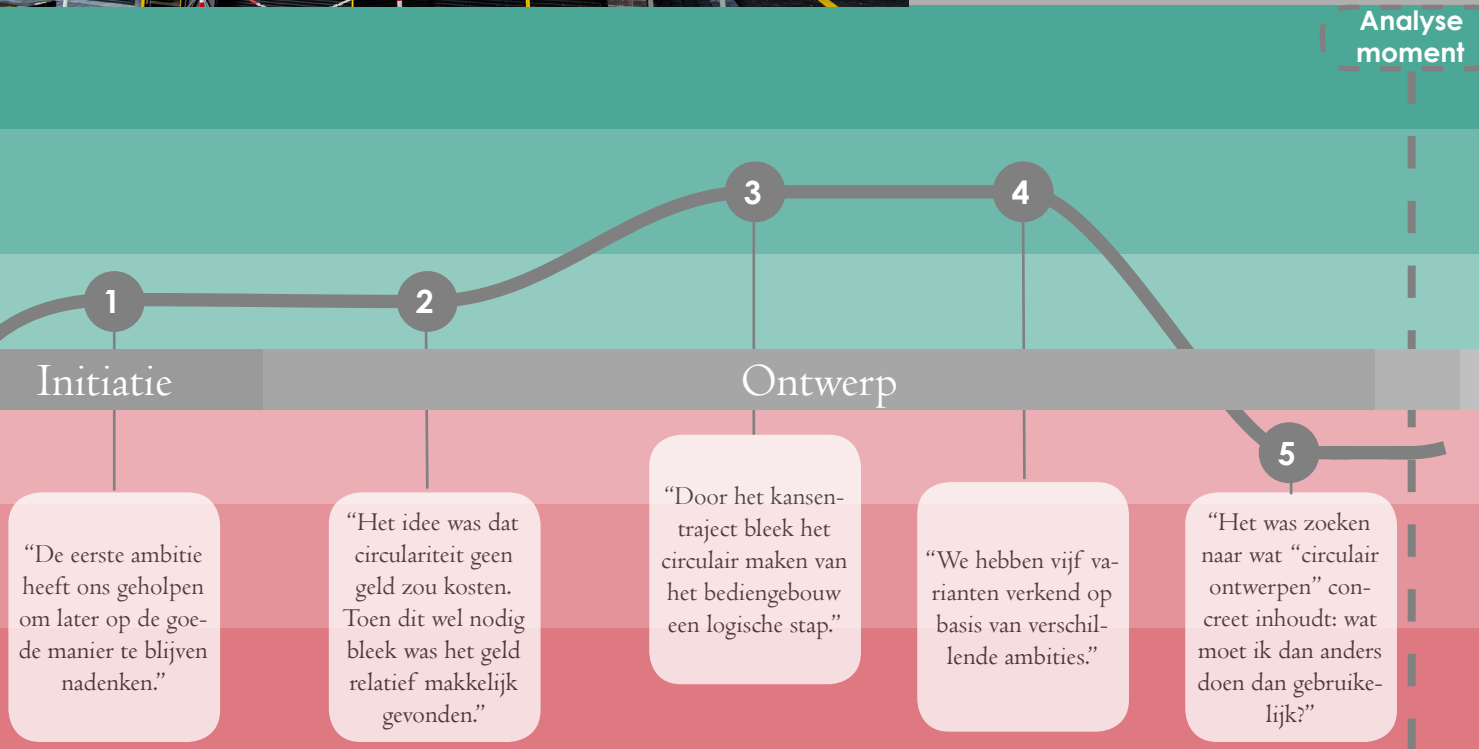 Analyse
moment
1
2
3
4
Initiatie
Ontwerp
5
“De eerste ambitie
heeft ons geholpen
om later op de goe-
de manier te blijven
nadenken.”
“Het idee was dat
circulariteit geen
geld zou kosten.
Toen dit wel nodig
bleek was het geld
relatief makkelijk
gevonden.”
“Door het kansen-
traject bleek het
circulair maken van
het bediengebouw
een logische stap.”
“We hebben vijf va-
rianten verkend op
basis van verschil-
lende ambities.”
“Het was zoeken
naar wat “circulair
ontwerpen” con-
creet inhoudt: wat
moet ik dan anders
doen dan gebruike-
lijk?”